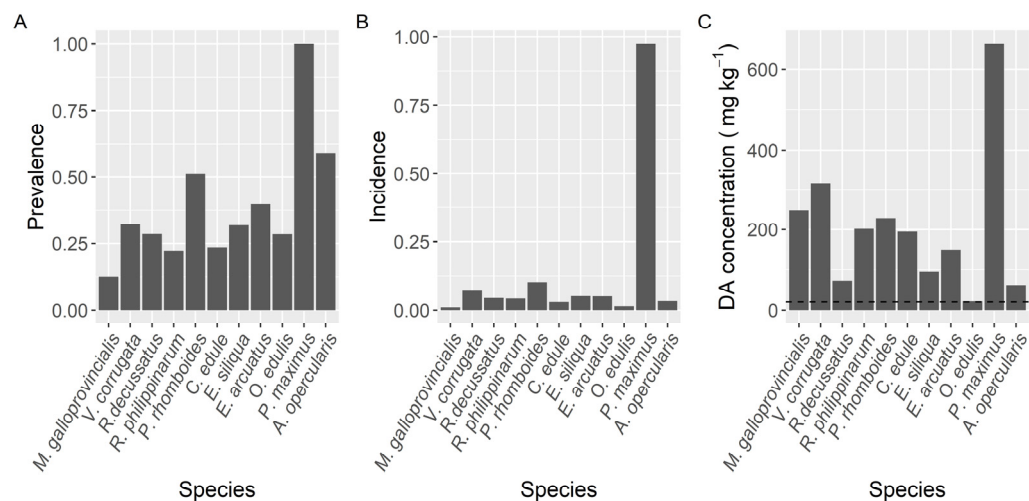 A
Prevalence
1.00
0.75
0.50
0.25
0.00
M. galloprovincialis
V. corrugata
R.decussatus
R. philippinarum
P. rhomboides
C. edule
E. siliqua
E. arcuatus
O. edulis
P. maximus
A. opercularis
Species
B
Incidence
1.00
0.75
0.50
0.25
0.00
M. galloprovincialis
V. corrugata
R.decussatus
R. philippinarum
P. rhomboides
C. edule
E. siliqua
E. arcuatus
O. edulis
P. maximus
A. opercularis
Species
C
DA concentration ( mg kg⁻¹)
600
400
200
0
M. galloprovincialis
V. corrugata
R.decussatus
R. philippinarum
P. rhomboides
C. edule
E. siliqua
E. arcuatus
O. edulis
P. maximus
A. opercularis
Species